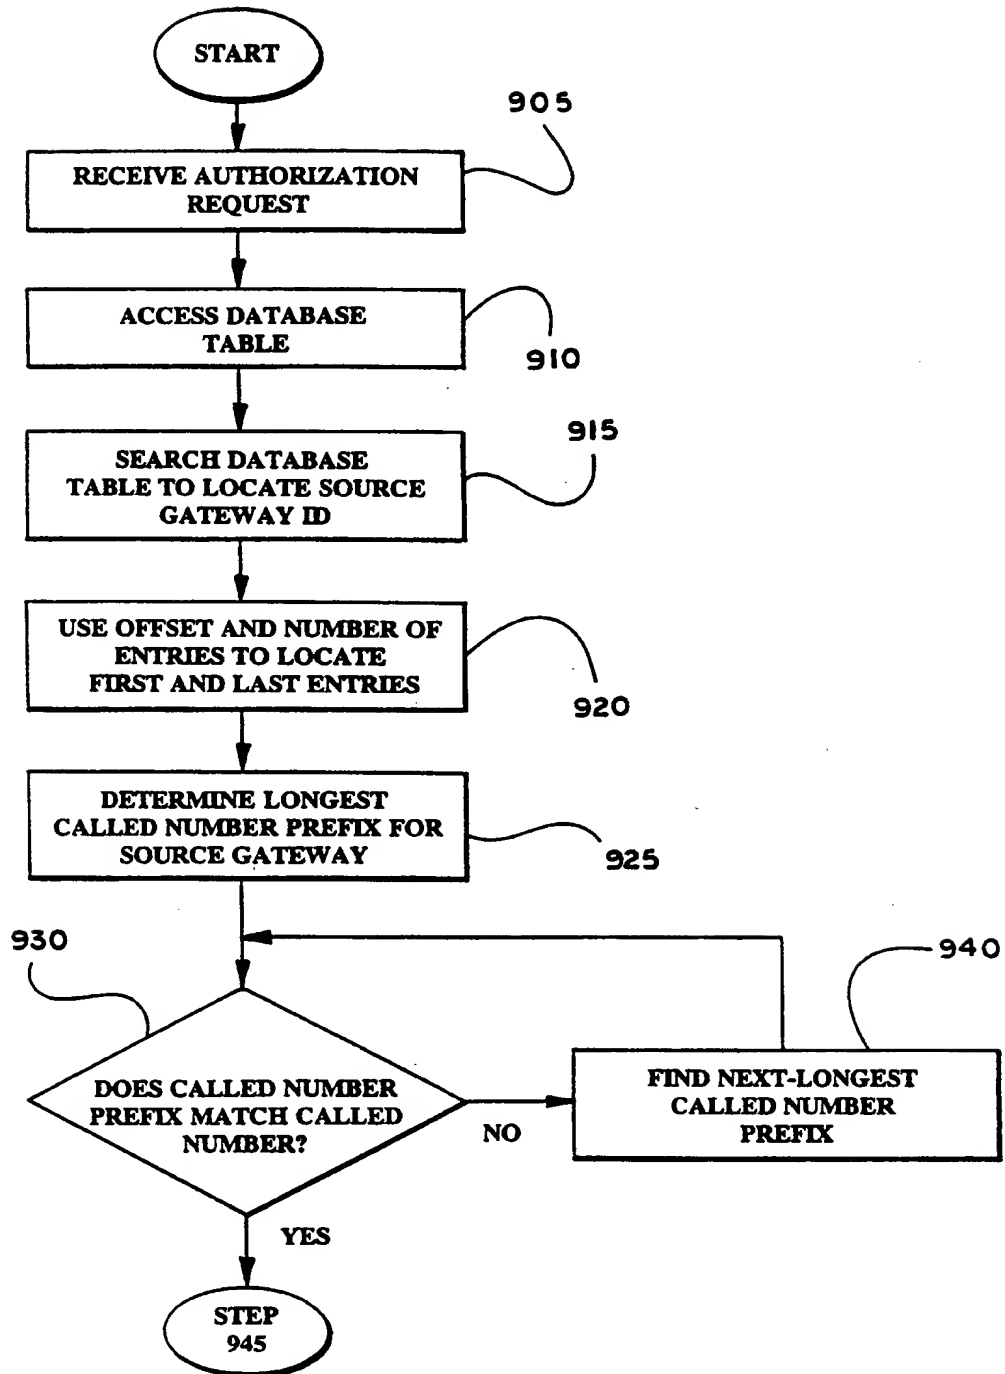 START
905
RECEIVE AUTHORIZATION
REQUEST
ACCESS DATABASE
TABLE
910
915
SEARCH DATABASE
TABLE TO LOCATE SOURCE
GATEWAY ID
USE OFFSET AND NUMBER OF
ENTRIES TO LOCATE
FIRST AND LAST ENTRIES
920
DETERMINE LONGEST
CALLED NUMBER PREFIX FOR
SOURCE GATEWAY
925
930
940
DOES CALLED NUMBER
PREFIX MATCH CALLED
NUMBER?
NO
FIND NEXT-LONGEST
CALLED NUMBER
PREFIX
YES
STEP
945